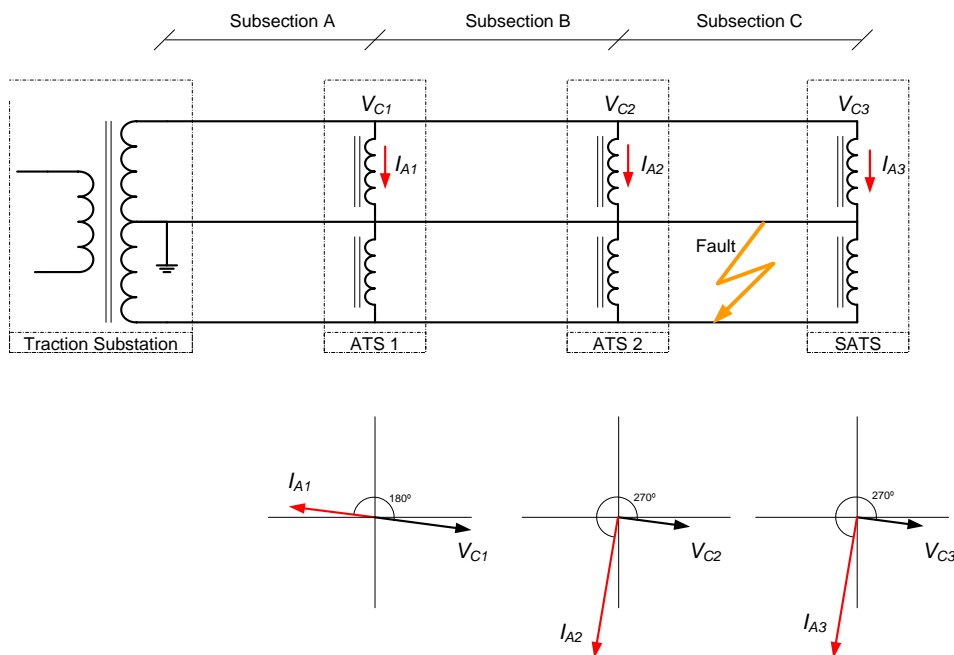 Subsection A
Subsection B
Subsection C
VC1
VC2
VC3
IA1
IA2
IA3
Fault
Traction Substation
ATS 1
ATS 2
SATS
IA1
180º
VC1
270º
VC2
IA2
270º
VC3
IA3